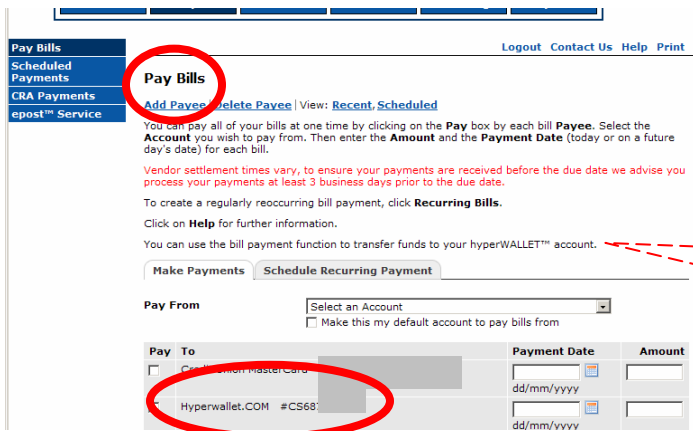 Logout Contact Us Help Print
Pay Bills
Scheduled
Payments
CRA Payments
epost™ Service
Pay Bills
Add Payee Delete Payee | View: Recent, Scheduled
You can pay all of your bills at one time by clicking on the Pay box by each bill Payee. Select the
Account you wish to pay from. Then enter the Amount and the Payment Date (today or on a future
day's date) for each bill.
Vendor settlement times vary, to ensure your payments are received before the due date we advise you
process your payments at least 3 business days prior to the due date.
To create a regularly reoccurring bill payment, click Recurring Bills.
Click on Help for further information.
You can use the bill payment function to transfer funds to your hyperWALLET™ account.
Make Payments Schedule Recurring Payment
Pay From Select an Account
Make this my default account to pay bills from
Pay To Payment Date Amount
Credit Union MasterCard
dd/mm/yyyy
Hyperwallet.COM #CS687
dd/mm/yyyy